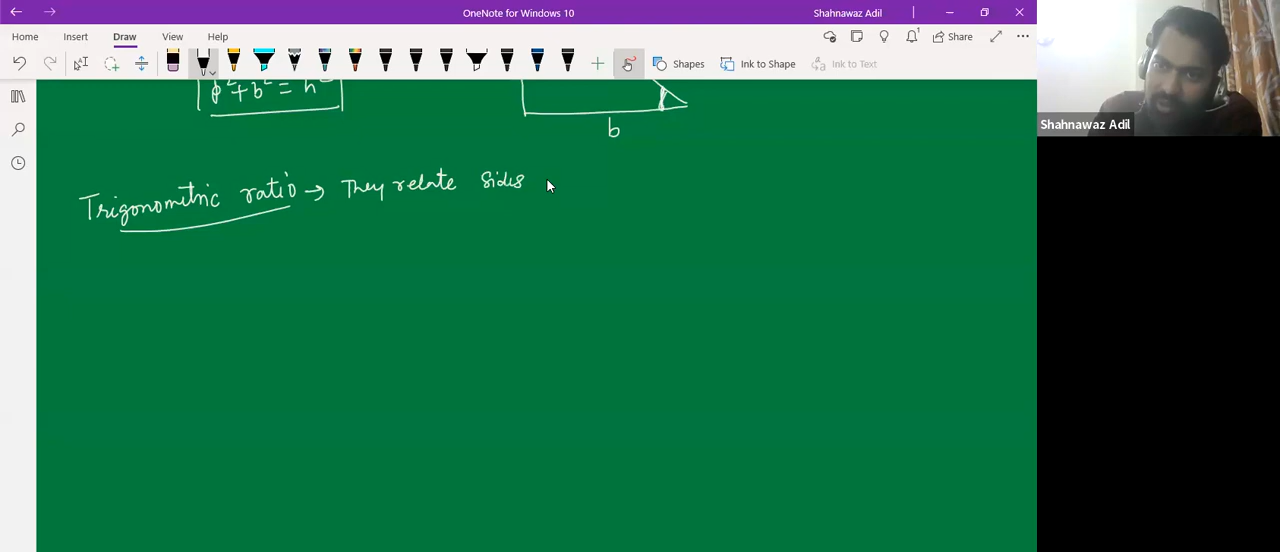 OneNote for Windows 10
Shahnawaz Adil
Home Insert Draw View Help
Share
Shapes Ink to Shape Ink to Text
p² + b² = h²
b
Shahnawaz Adil
Trigonometric ratio → They relate sides